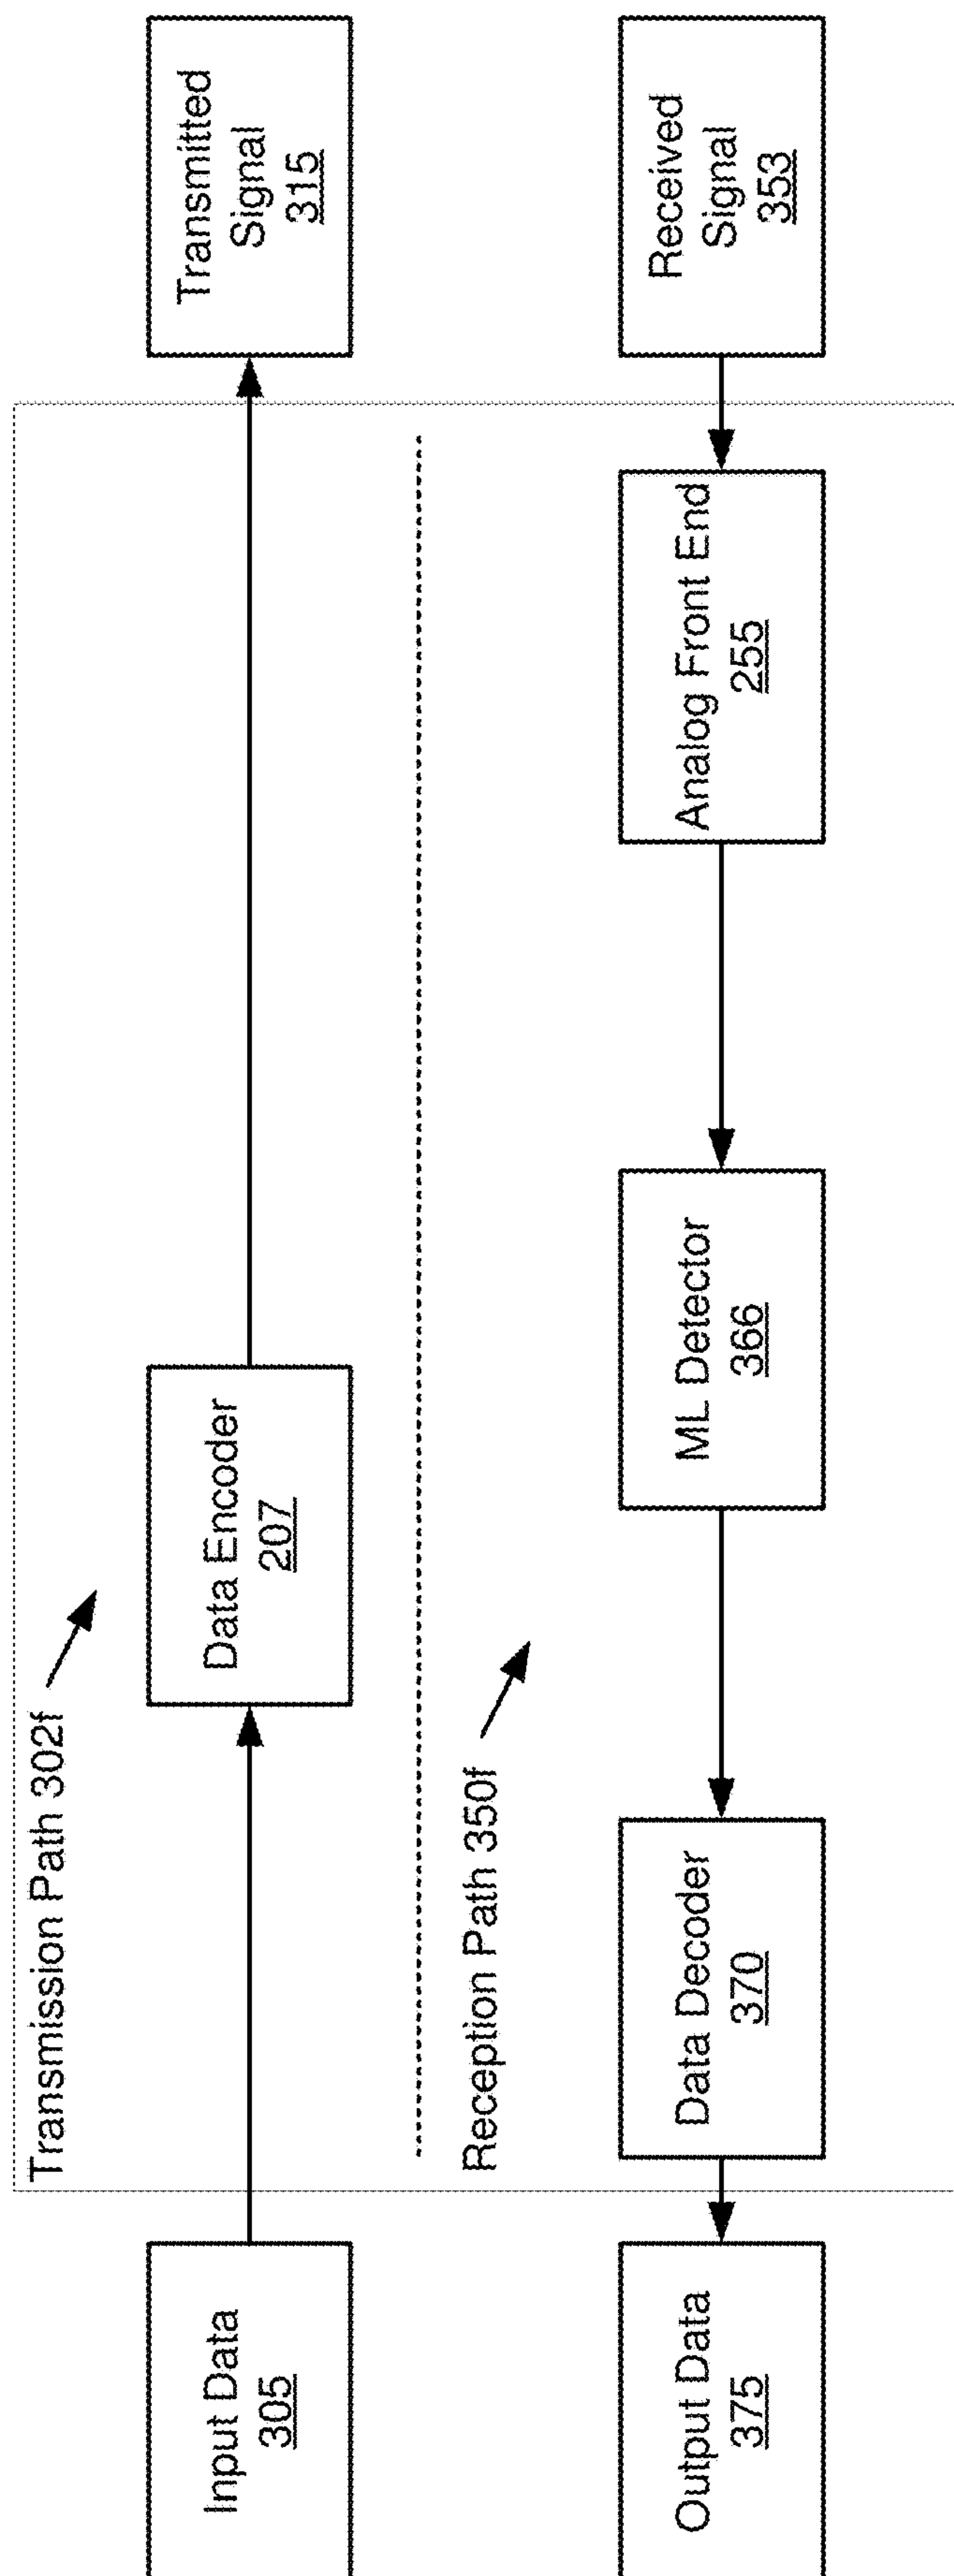 Transmission Path 302f
Input Data
305
Data Encoder
207
Transmitted
Signal
315
Reception Path 350f
Output Data
375
Data Decoder
370
ML Detector
366
Analog Front End
255
Received
Signal
353